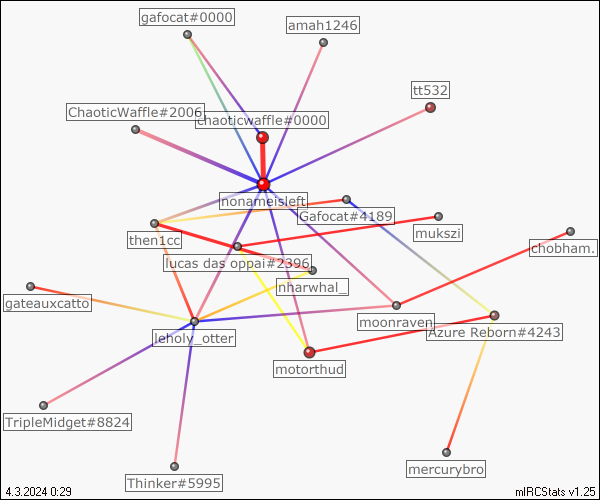 gafocat#0000
amah1246
tt532
ChaoticWaffle#2006
chaoticwaffle#0000
nonameisleft
Gafocat#4189
mukszi
then1cc
chobham.
lucas das oppai#2396
nharwhal_
gateauxcatto
moonraven
Azure Reborn#4243
leholy_otter
motorthud
TripleMidget#8824
mercurybro
Thinker#5995
4.3.2024 0:29
mIRCStats v1.25